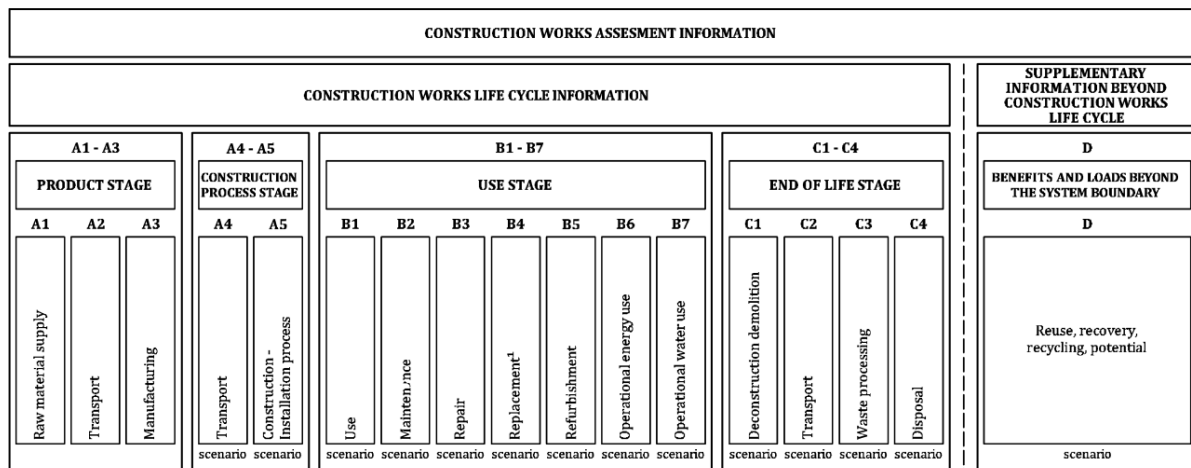 CONSTRUCTION WORKS ASSESMENT INFORMATION
CONSTRUCTION WORKS LIFE CYCLE INFORMATION
SUPPLEMENTARY
INFORMATION BEYOND
CONSTRUCTION WORKS
LIFE CYCLE
A1 - A3
PRODUCT STAGE
A1 A2 A3
Raw material supply
Transport
Manufacturing
A4 - A5
CONSTRUCTION
PROCESS STAGE
A4 A5
Transport
Construction -
Installation process
scenario scenario
B1 - B7
USE STAGE
B1 B2 B3 B4 B5 B6 B7
Use
Maintenance
Repair
Replacement¹
Refurbishment
Operational energy use
Operational water use
scenario scenario scenario scenario scenario scenario scenario
C1 - C4
END OF LIFE STAGE
C1 C2 C3 C4
Deconstruction demolition
Transport
Waste processing
Disposal
scenario scenario scenario scenario
D
BENEFITS AND LOADS BEYOND
THE SYSTEM BOUNDARY
D
Reuse, recovery,
recycling, potential
scenario